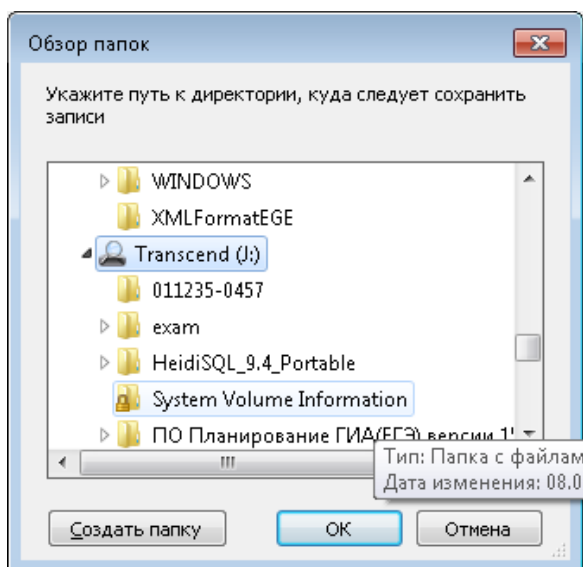 Обзор папок
Укажите путь к директории, куда следует сохранить
записи
WINDOWS
XMLFormatEGE
Transcend (J:)
011235-0457
exam
HeidiSQL_9.4_Portable
System Volume Information
ПО Планирование ГИА(ЕГЭ) версии
Тип: Папка с файлам
Дата изменения: 08.0
Создать папку
ОК
Отмена